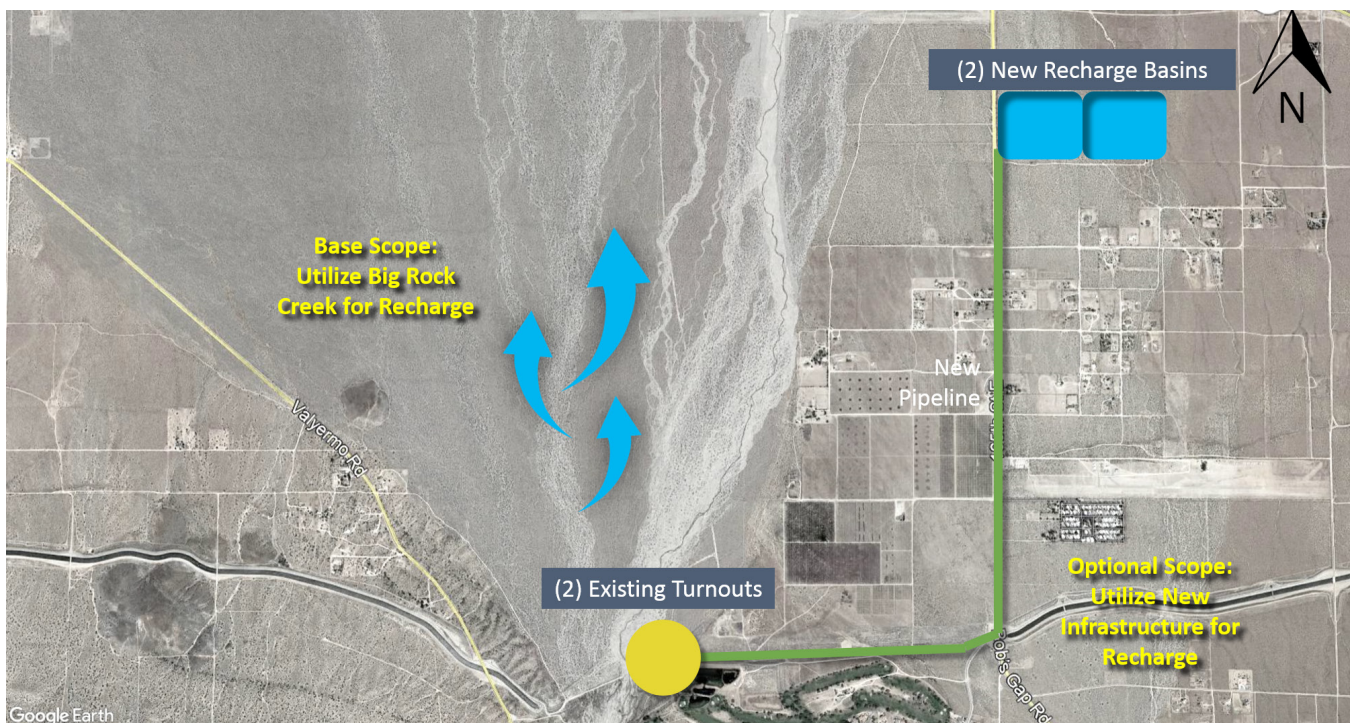 (2) New Recharge Basins
N
Base Scope:
Utilize Big Rock
Creek for Recharge
New
Pipeline
Valyermo Rd
(2) Existing Turnouts
Optional Scope:
Utilize New
Infrastructure for
Recharge
Bob's Gap Rd
Google Earth